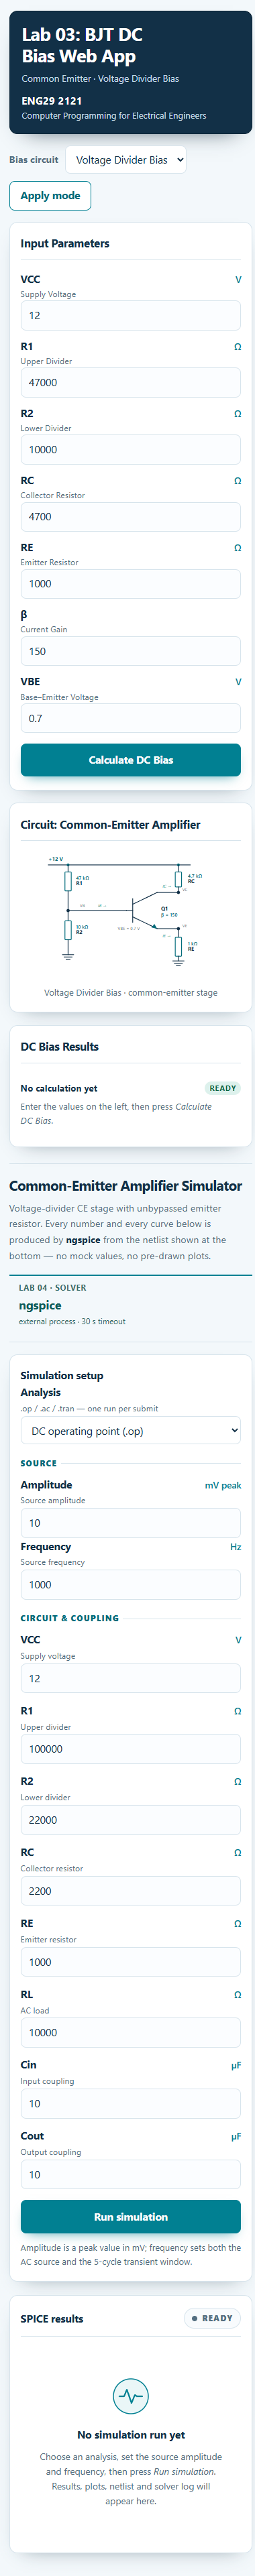 Lab 03: BJT DC
Bias Web App
Common Emitter · Voltage Divider Bias
ENG29 2121
Computer Programming for Electrical Engineers
Bias circuit
Voltage Divider Bias
Apply mode
Input Parameters
VCC V
Supply Voltage
12
R1 Ω
Upper Divider
47000
R2 Ω
Lower Divider
10000
RC Ω
Collector Resistor
4700
RE Ω
Emitter Resistor
1000
β
Current Gain
150
VBE V
Base–Emitter Voltage
0.7
Calculate DC Bias
Circuit: Common-Emitter Amplifier
+12 V
47 kΩ
R1
4.7 kΩ
RC
VC
VB
Q1
β = 150
10 kΩ
R2
VBE = 0.7 V
VE
1 kΩ
RE
Voltage Divider Bias · common-emitter stage
DC Bias Results
No calculation yet READY
Enter the values on the left, then press Calculate
DC Bias.
Common-Emitter Amplifier Simulator
Voltage-divider CE stage with unbypassed emitter
resistor. Every number and every curve below is
produced by ngspice from the netlist shown at the
bottom — no mock values, no pre-drawn plots.
LAB 04 · SOLVER
ngspice
external process · 30 s timeout
Simulation setup
Analysis
.op / .ac / .tran — one run per submit
DC operating point (.op)
SOURCE
Amplitude mV peak
Source amplitude
10
Frequency Hz
Source frequency
1000
CIRCUIT & COUPLING
VCC V
Supply voltage
12
R1 Ω
Upper divider
100000
R2 Ω
Lower divider
22000
RC Ω
Collector resistor
2200
RE Ω
Emitter resistor
1000
RL Ω
AC load
10000
Cin µF
Input coupling
10
Cout µF
Output coupling
10
Run simulation
Amplitude is a peak value in mV; frequency sets both the
AC source and the 5-cycle transient window.
SPICE results READY
No simulation run yet
Choose an analysis, set the source amplitude
and frequency, then press Run simulation.
Results, plots, netlist and solver log will
appear here.